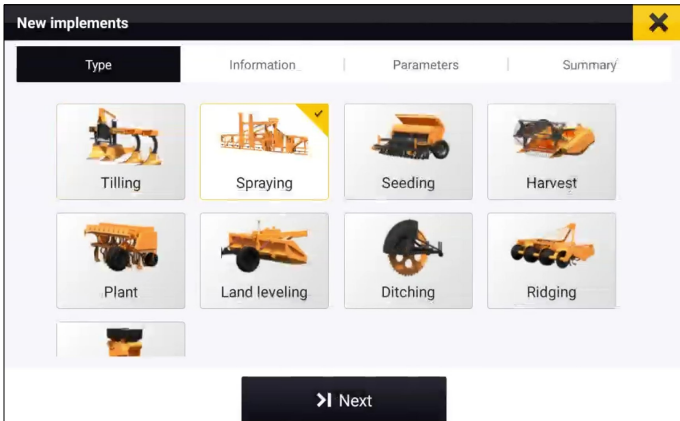 New implements
Type
Information
Parameters
Summary
Tilling
Spraying
Seeding
Harvest
Plant
Land leveling
Ditching
Ridging
Next